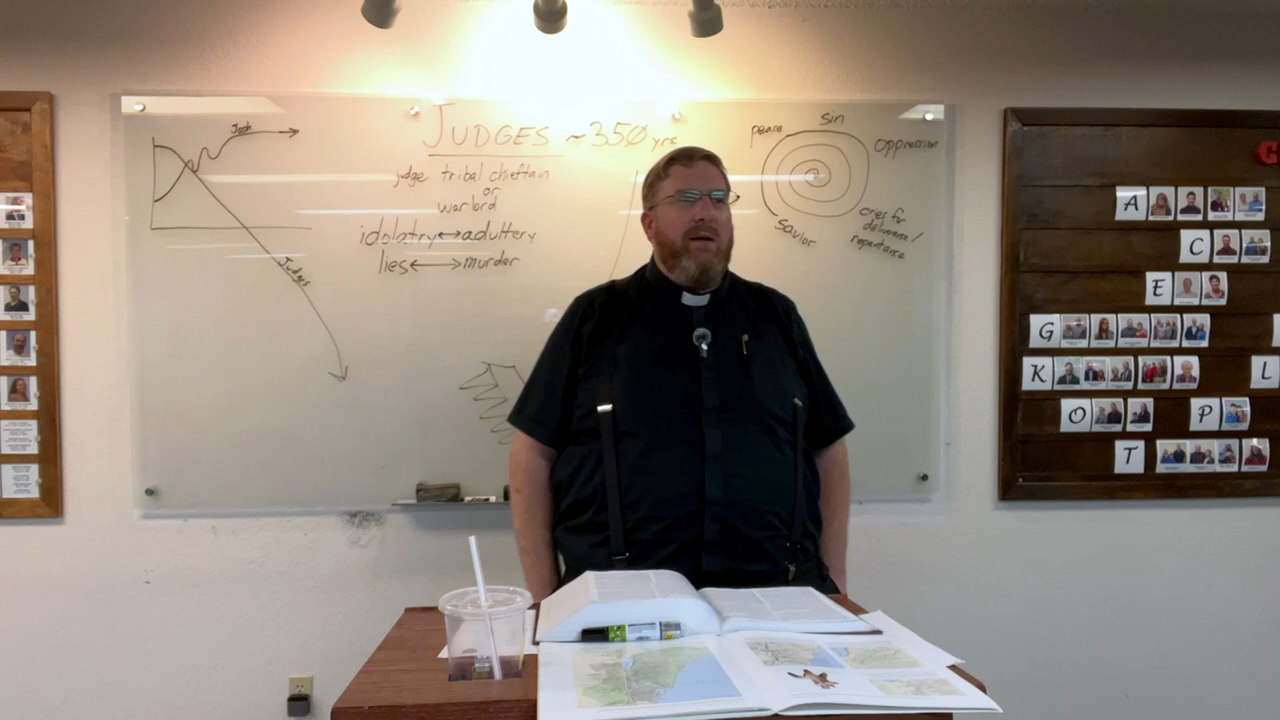 Josh
Judges
JUDGES ~350 yrs
judge: tribal chieftain
or
warlord
idolatry ↔ adultery
lies ↔ murder
peace
sin
oppression
cries for
deliverance/
repentance
savior
A
C
E
G
K
L
O
P
T